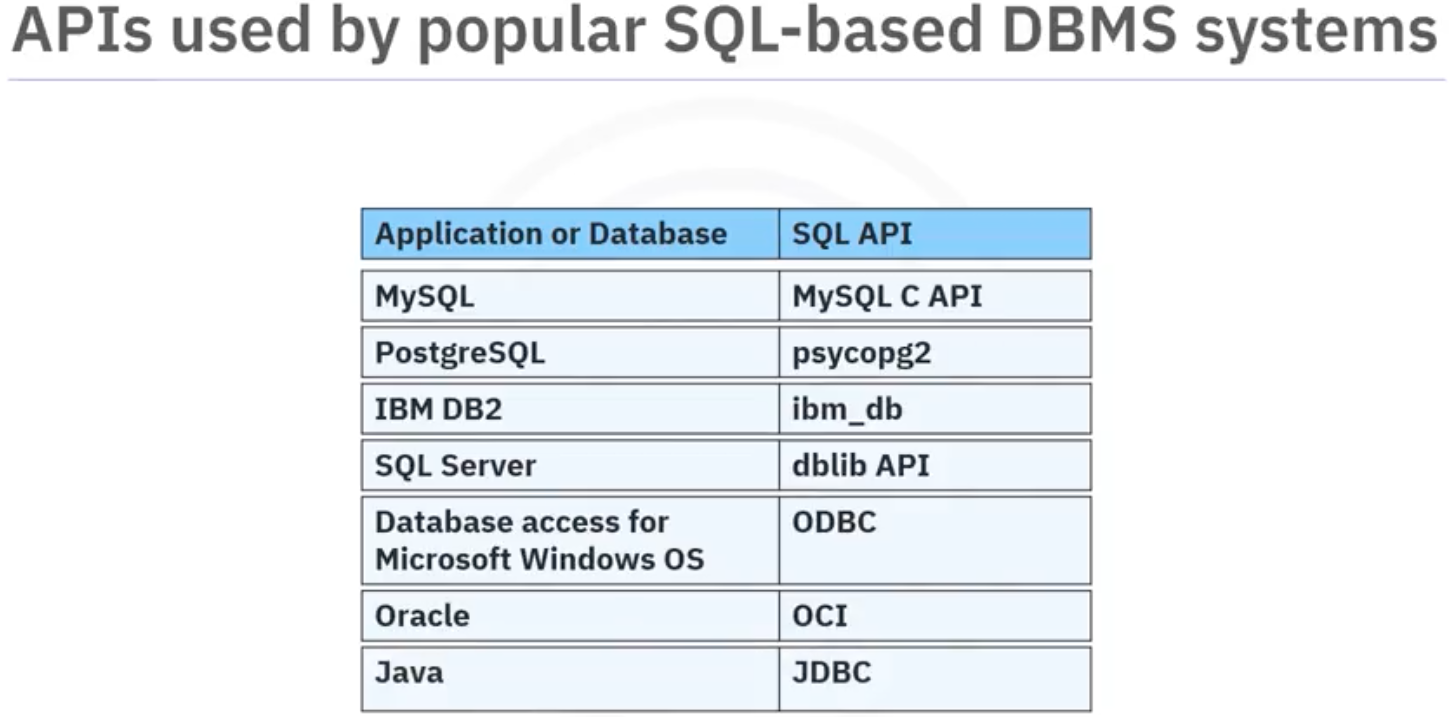 APIs used by popular SQL-based DBMS systems
Application or Database SQL API
MySQL MySQL C API
PostgreSQL psycopg2
IBM DB2 ibm_db
SQL Server dblib API
Database access for ODBC
Microsoft Windows OS
Oracle OCI
Java JDBC